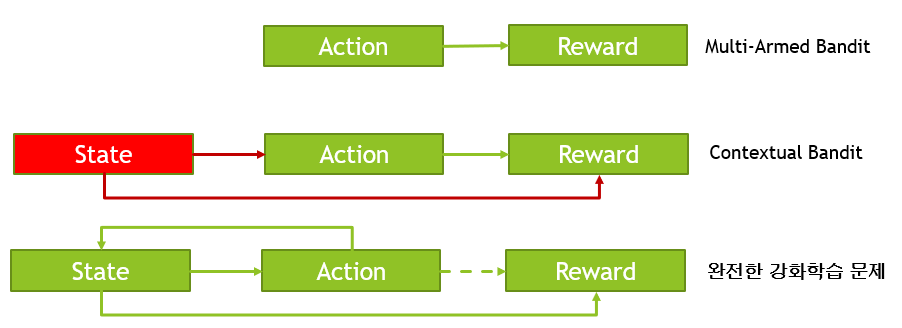 Action Reward Multi-Armed Bandit
State Action Reward Contextual Bandit
State Action Reward 완전한 강화학습 문제